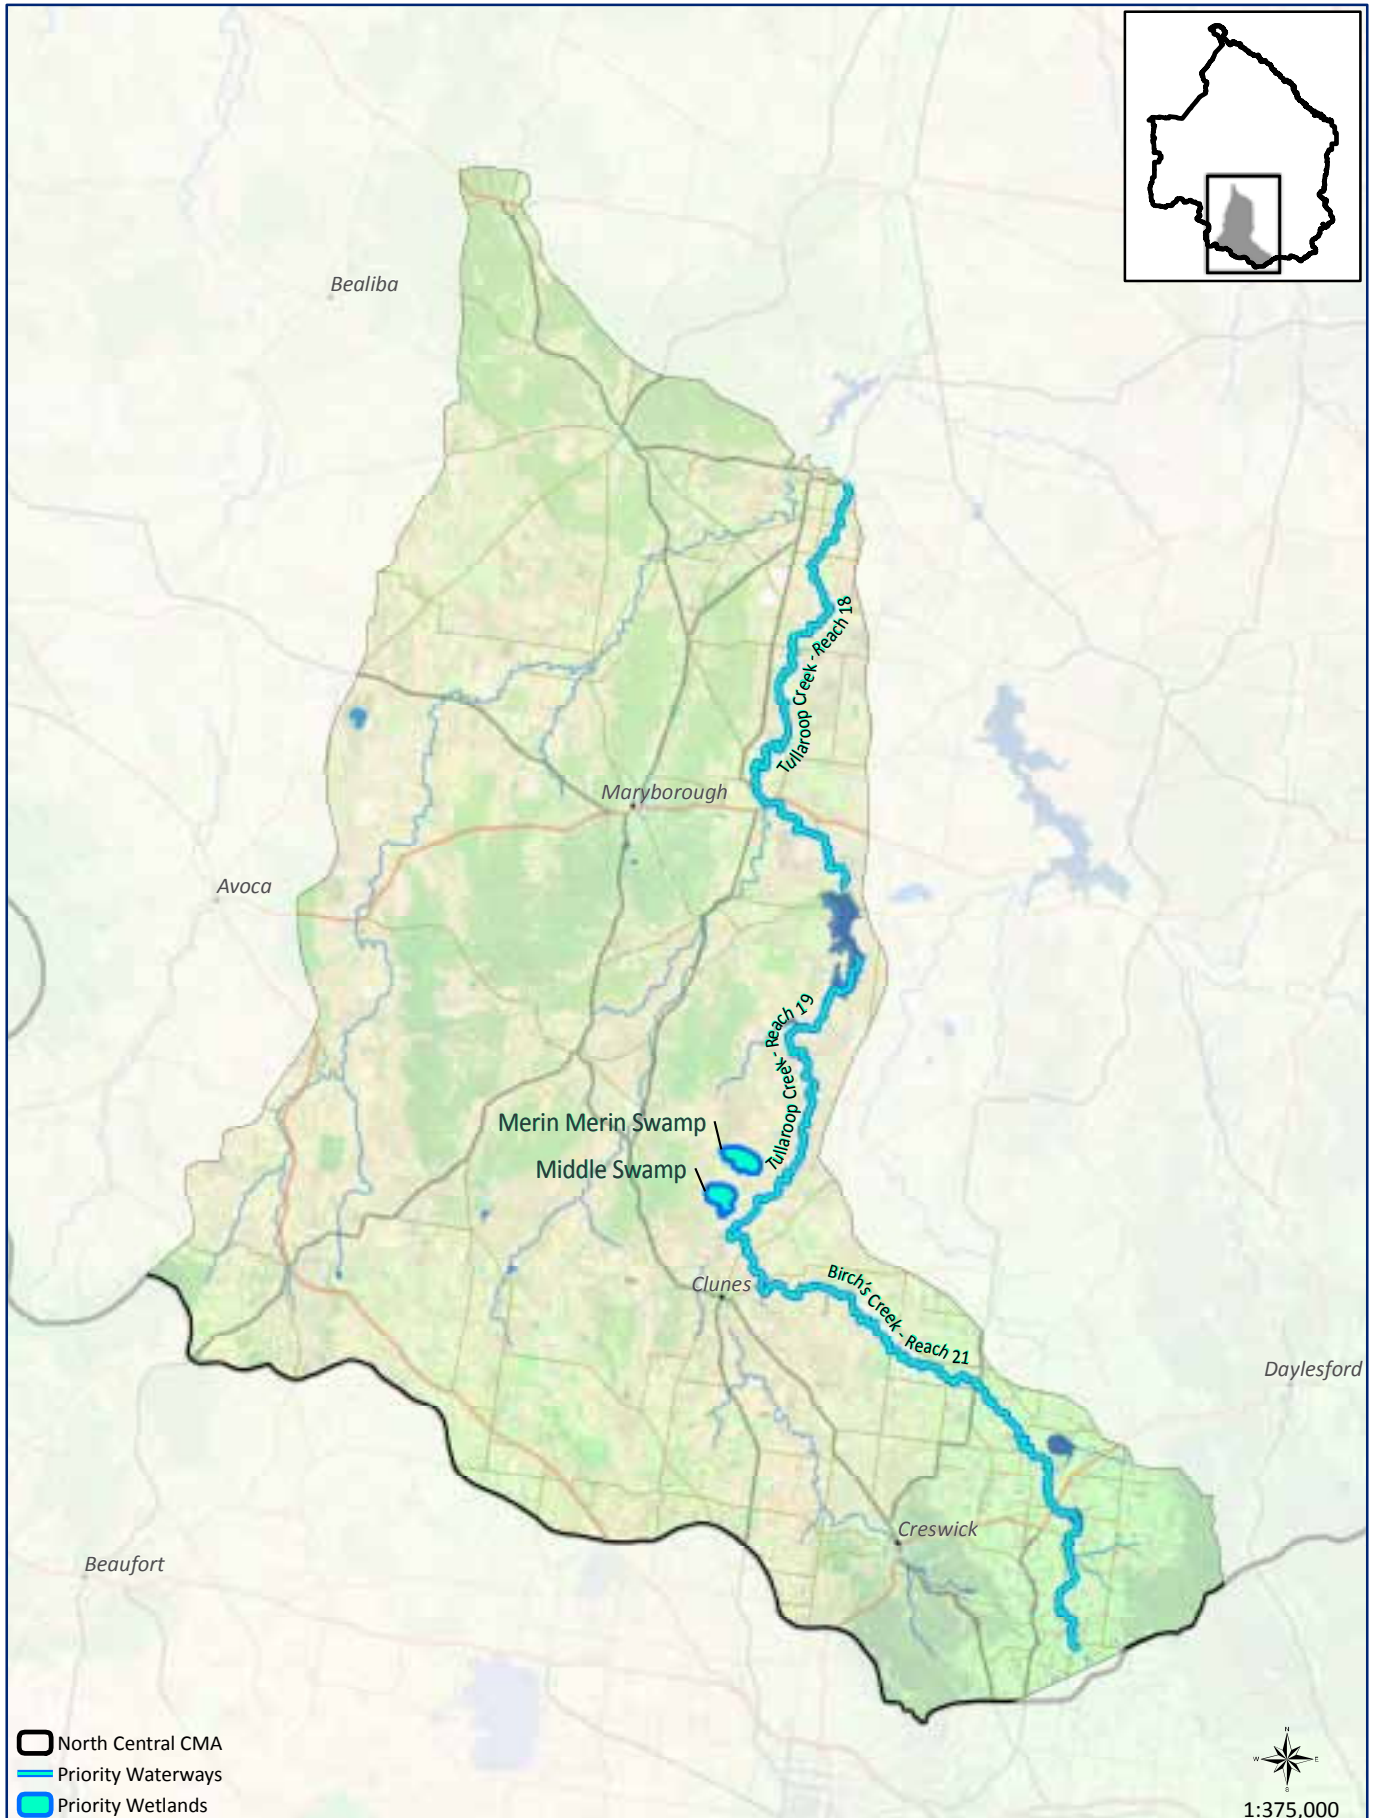 Bealiba
Tullaroop Creek - Reach 18
Maryborough
Avoca
Tullaroop Creek - Reach 19
Merin Merin Swamp
Middle Swamp
Birch's Creek - Reach 21
Clunes
Daylesford
Creswick
Beaufort
North Central CMA
Priority Waterways
Priority Wetlands
N
W
E
S
1:375,000